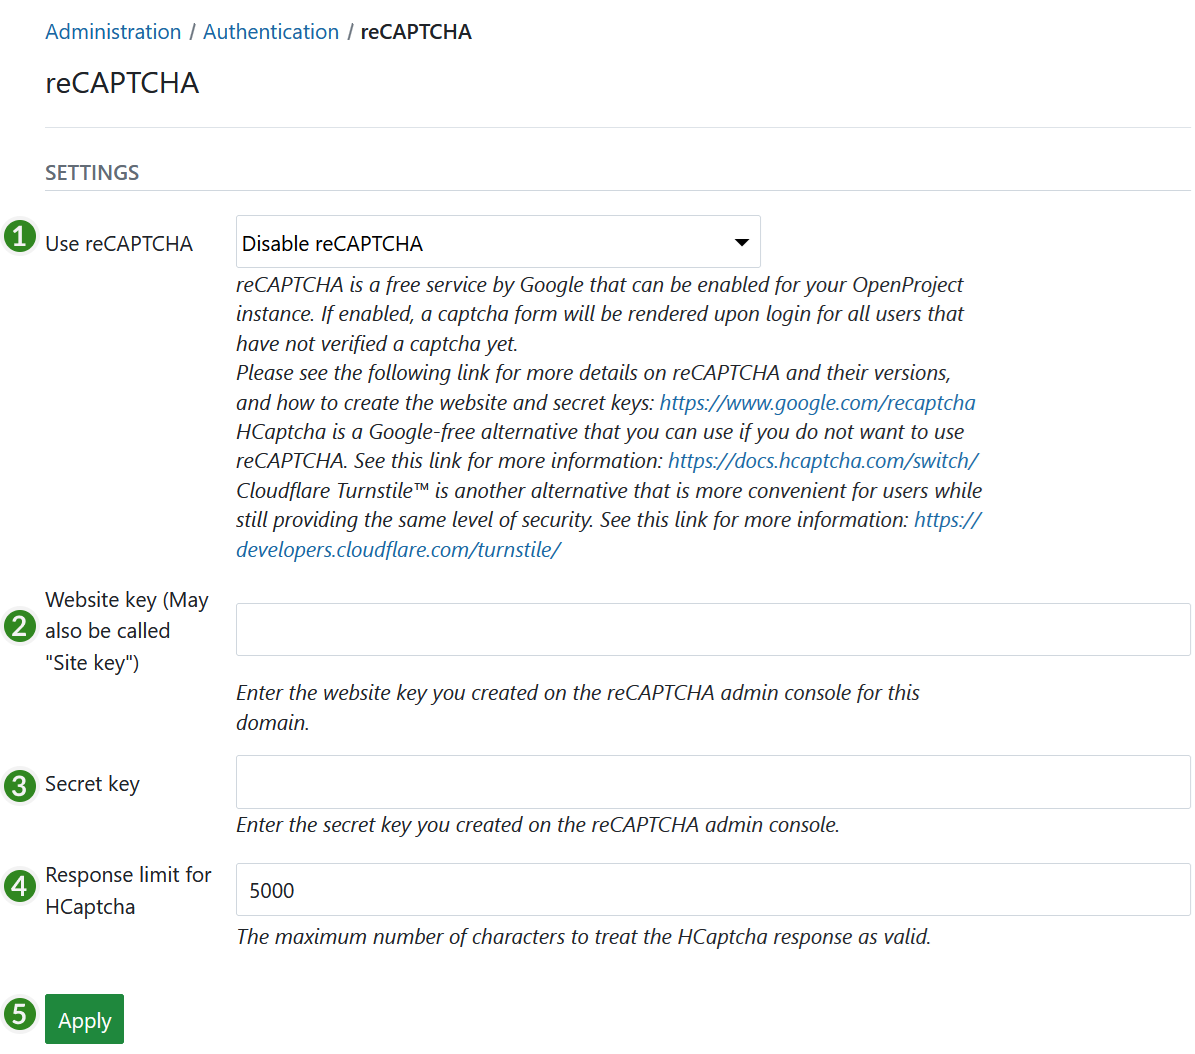 Administration / Authentication / reCAPTCHA
reCAPTCHA
SETTINGS
1 Use reCAPTCHA
Disable reCAPTCHA
reCAPTCHA is a free service by Google that can be enabled for your OpenProject
instance. If enabled, a captcha form will be rendered upon login for all users that
have not verified a captcha yet.
Please see the following link for more details on reCAPTCHA and their versions,
and how to create the website and secret keys: https://www.google.com/recaptcha
HCaptcha is a Google-free alternative that you can use if you do not want to use
reCAPTCHA. See this link for more information: https://docs.hcaptcha.com/switch/
Cloudflare Turnstile™ is another alternative that is more convenient for users while
still providing the same level of security. See this link for more information: https://
developers.cloudflare.com/turnstile/
Website key (May
2 also be called
"Site key")
Enter the website key you created on the reCAPTCHA admin console for this
domain.
3 Secret key
Enter the secret key you created on the reCAPTCHA admin console.
4 Response limit for
HCaptcha
5000
The maximum number of characters to treat the HCaptcha response as valid.
5 Apply